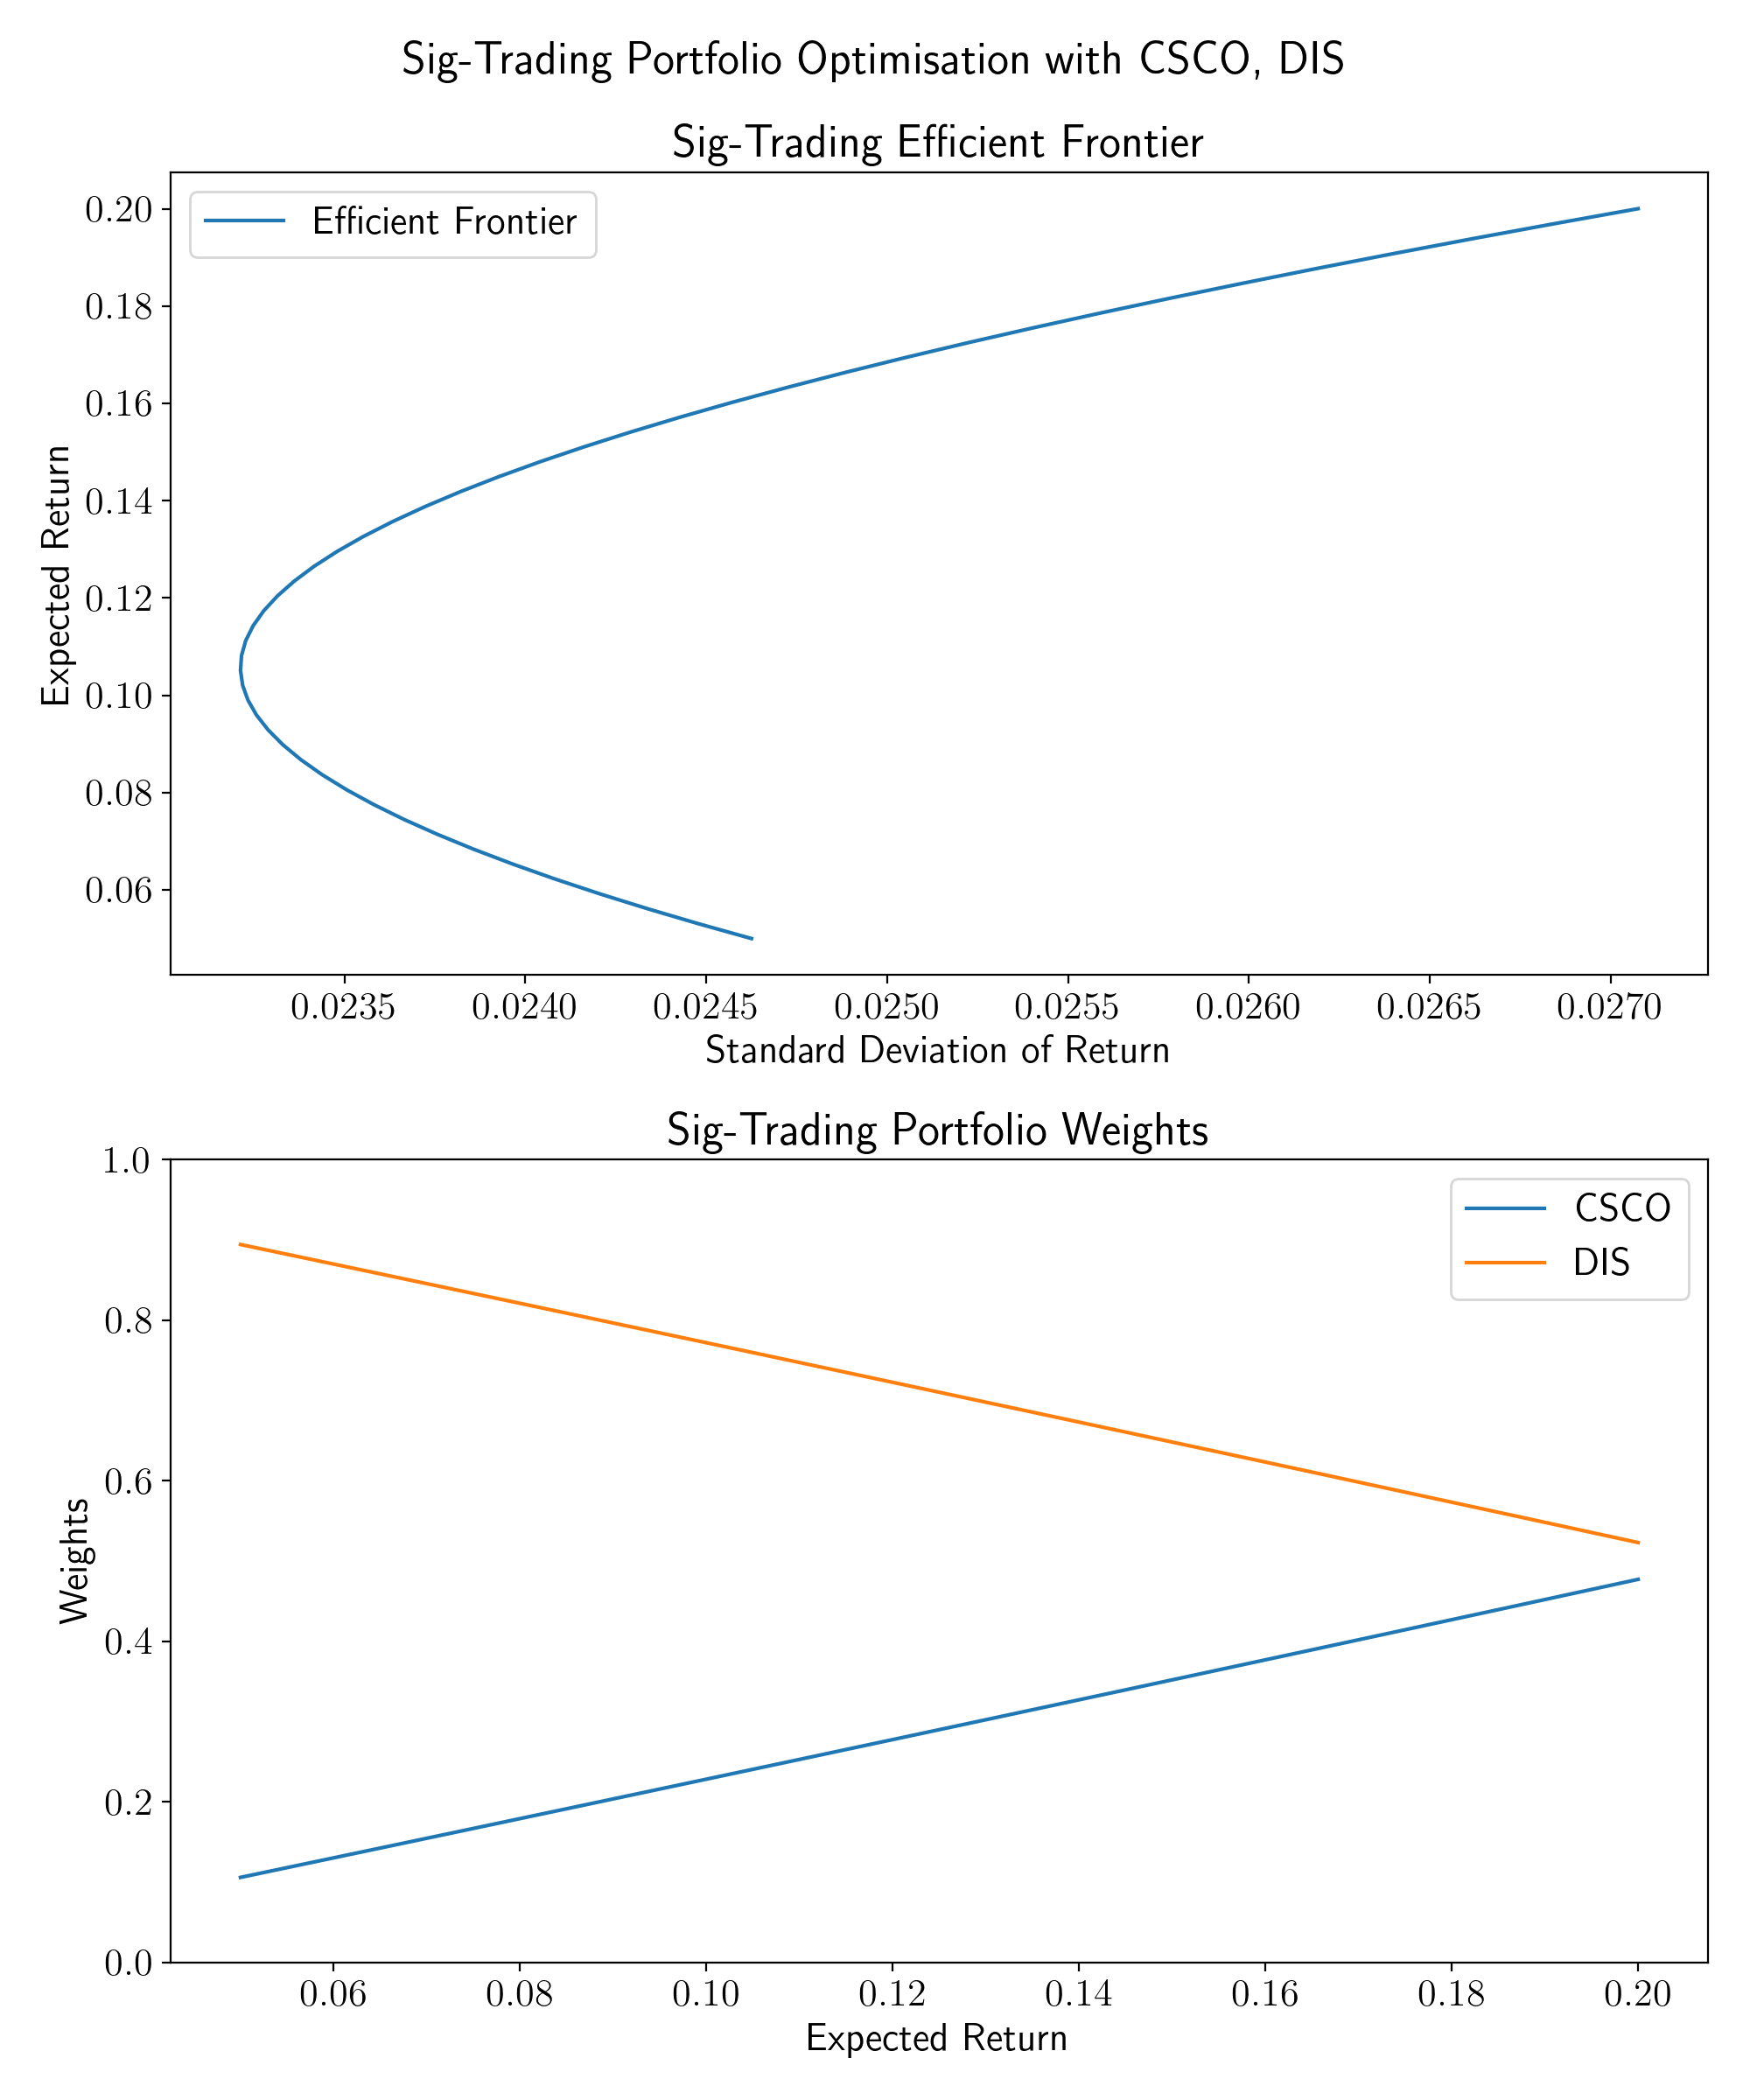 Sig-Trading Portfolio Optimisation with CSCO, DIS
Sig-Trading Efficient Frontier
Efficient Frontier
Expected Return
0.20
0.18
0.16
0.14
0.12
0.10
0.08
0.06
0.0235 0.0240 0.0245 0.0250 0.0255 0.0260 0.0265 0.0270
Standard Deviation of Return
Sig-Trading Portfolio Weights
CSCO
DIS
Weights
1.0
0.8
0.6
0.4
0.2
0.0
0.06 0.08 0.10 0.12 0.14 0.16 0.18 0.20
Expected Return